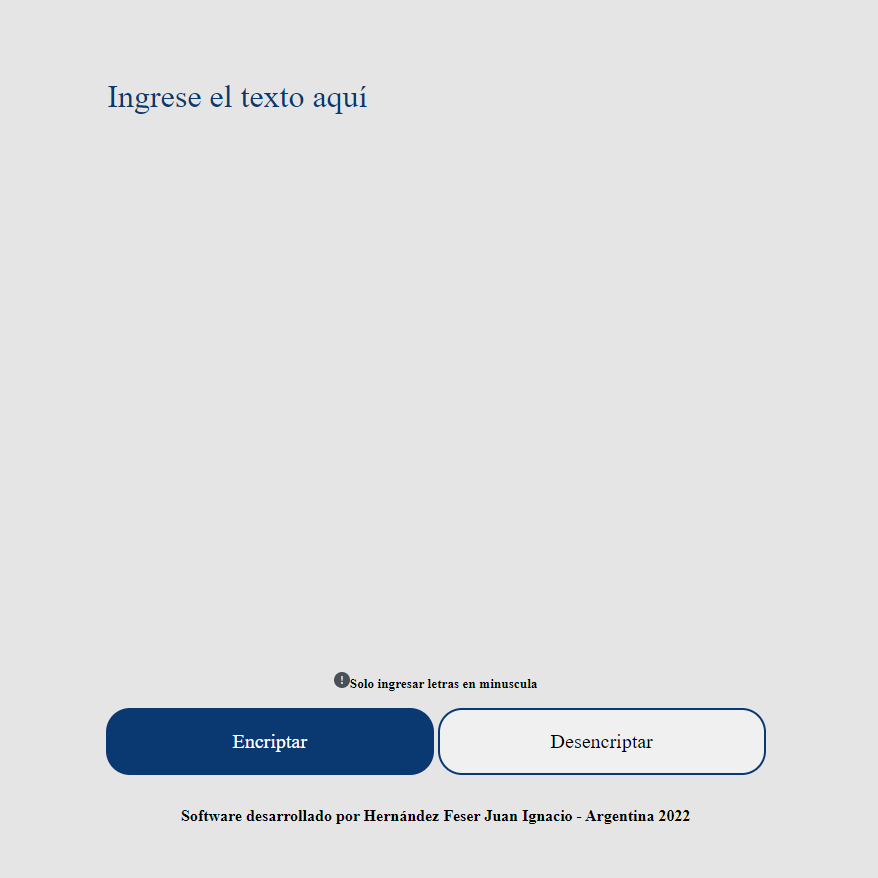 Ingrese el texto aquí
Solo ingresar letras en minuscula
Encriptar
Desencriptar
Software desarrollado por Hernández Feser Juan Ignacio - Argentina 2022